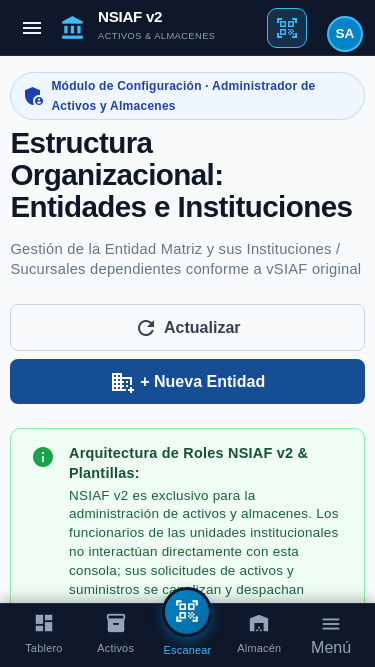 NSIAF v2
ACTIVOS & ALMACENES
SA
Módulo de Configuración · Administrador de
Activos y Almacenes
Estructura
Organizacional:
Entidades e Instituciones
Gestión de la Entidad Matriz y sus Instituciones /
Sucursales dependientes conforme a vSIAF original
Actualizar
+ Nueva Entidad
Arquitectura de Roles NSIAF v2 &
Plantillas:
NSIAF v2 es exclusivo para la
administración de activos y almacenes. Los
funcionarios de las unidades institucionales
no interactúan directamente con esta
consola; sus solicitudes de activos y
suministros se canalizan y despachan
Tablero
Activos
Escanear
Almacén
Menú